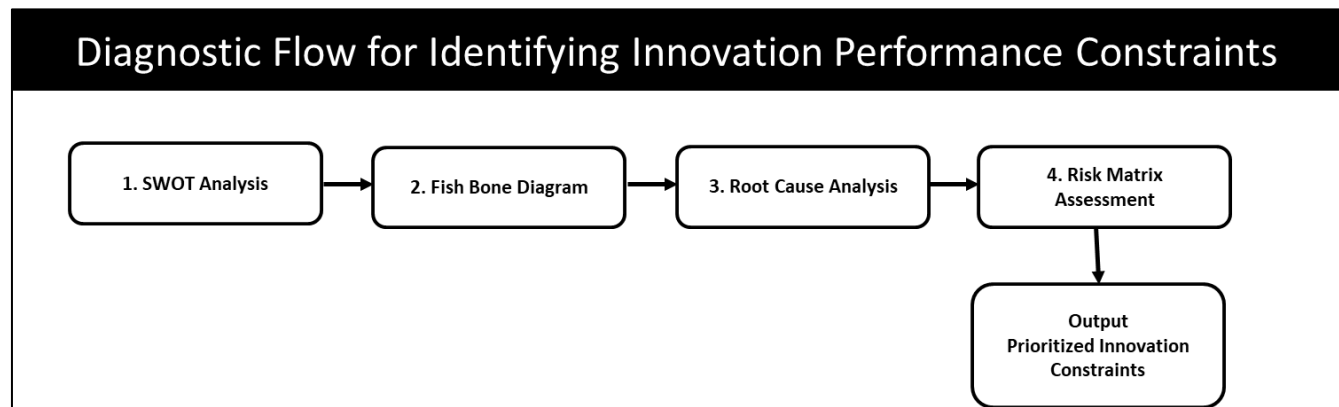 Diagnostic Flow for Identifying Innovation Performance Constraints
1. SWOT Analysis
2. Fish Bone Diagram
3. Root Cause Analysis
4. Risk Matrix
Assessment
Output
Prioritized Innovation
Constraints